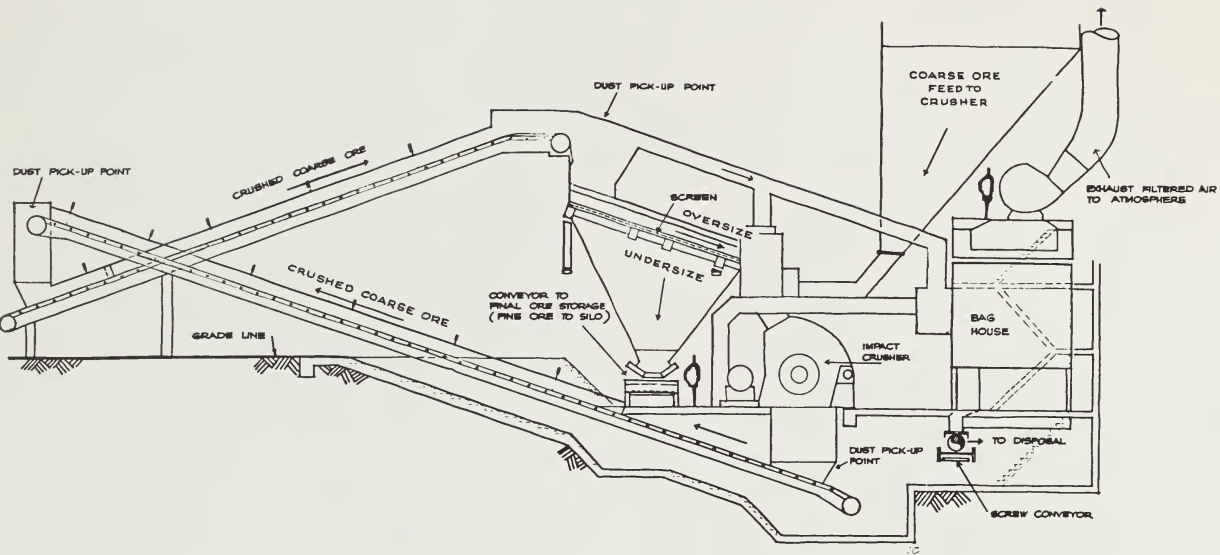 COARSE ORE
FEED TO
CRUSHER
DUST PICK-UP POINT
DUST PICK-UP POINT
CRUSHED COARSE ORE
EXHAUST FILTERED AIR
TO ATMOSPHERE
SCREEN
OVERSIZE
UNDERSIZE
CRUSHED COARSE ORE
CONVEYOR TO
FINAL ORE STORAGE
(FINE ORE TO SILO)
BAG
HOUSE
GRADE LINE
IMPACT
CRUSHER
TO DISPOSAL
DUST PICK-UP
POINT
SCREW CONVEYOR